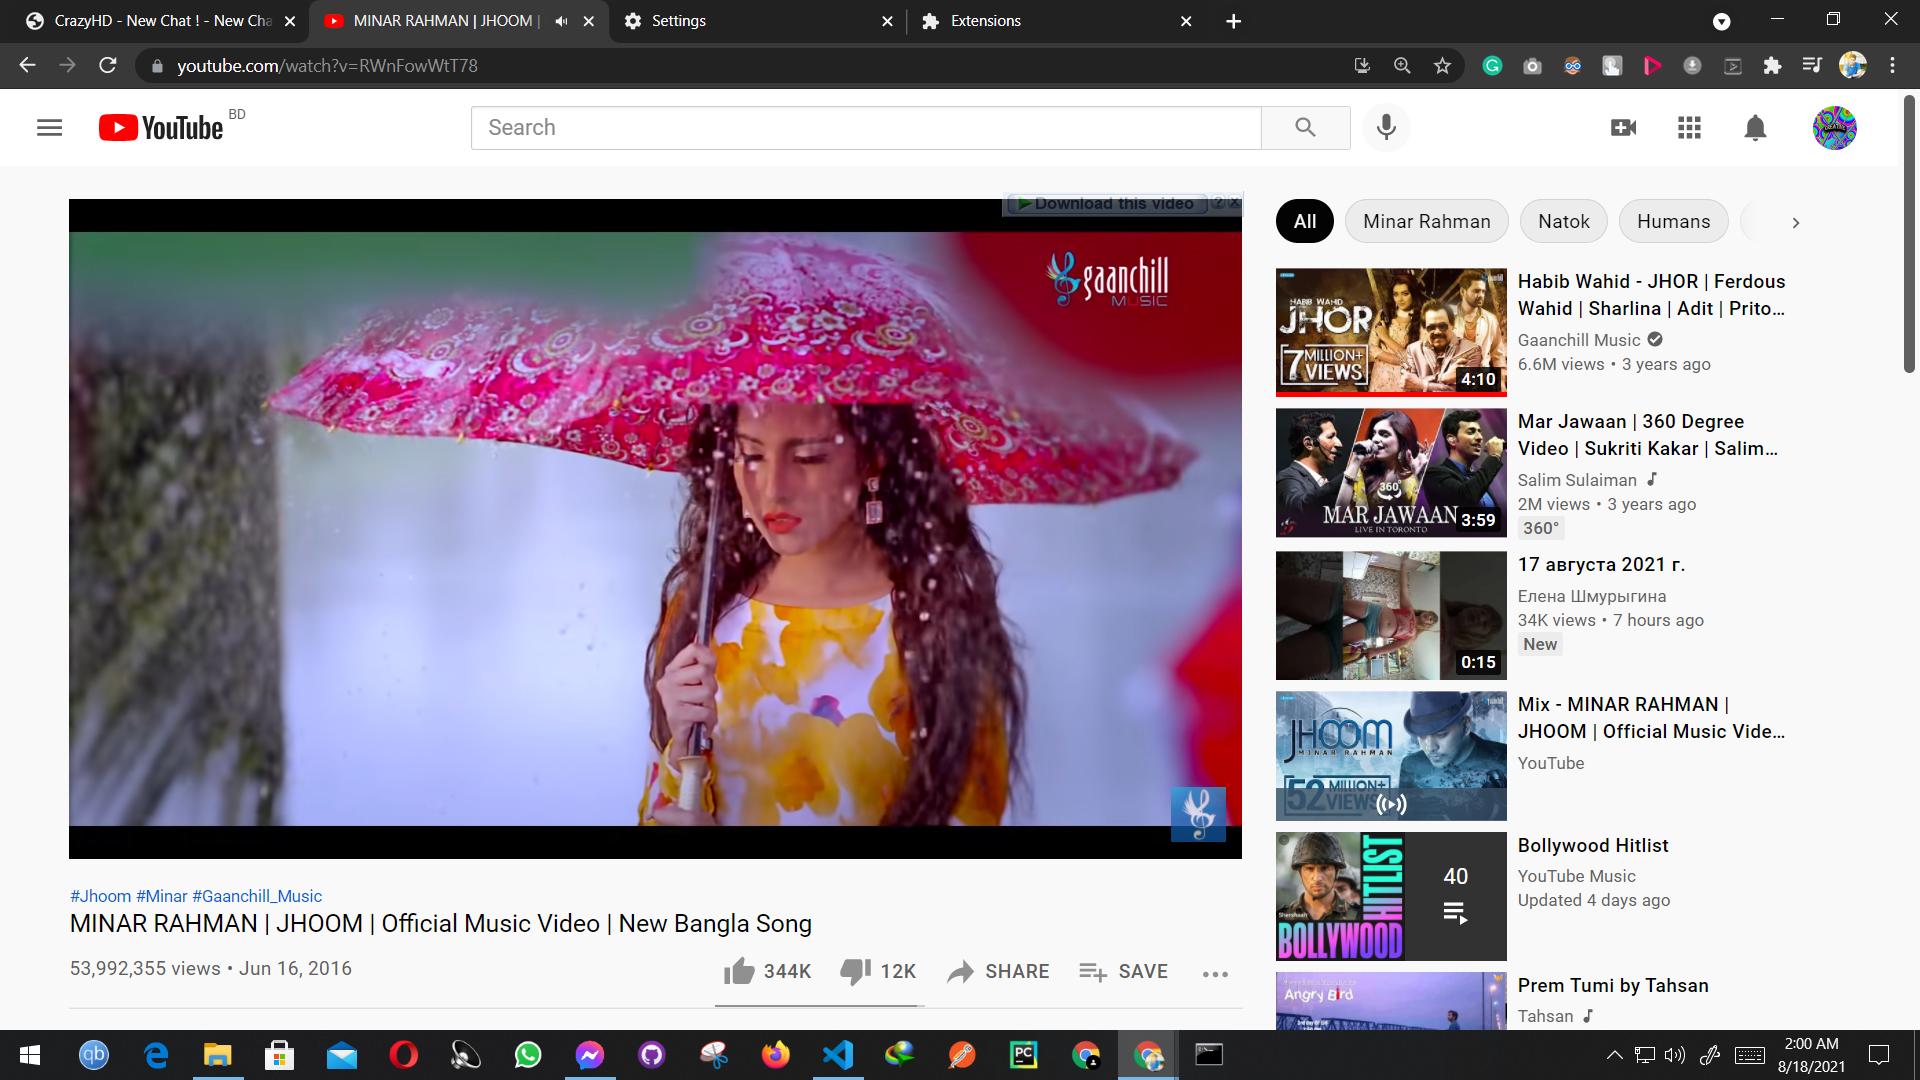 CrazyHD - New Chat ! - New Cha
MINAR RAHMAN | JHOOM |
Settings
Extensions
youtube.com/watch?v=RWnFowWtT78
YouTube
BD
Search
Download this video
gaanchill
MUSIC
All
Minar Rahman
Natok
Humans
HABIB WAHID
JHOR
7 MILLION+
VIEWS
4:10
Habib Wahid - JHOR | Ferdous
Wahid | Sharlina | Adit | Prito...
Gaanchill Music
6.6M views • 3 years ago
360
MAR JAWAAN
LIVE IN TORONTO
3:59
Mar Jawaan | 360 Degree
Video | Sukriti Kakar | Salim...
Salim Sulaiman
2M views • 3 years ago
360°
0:15
17 августа 2021 г.
Елена Шмурыгина
34K views • 7 hours ago
New
JHOOM
MINAR RAHMAN
52 MILLION+
VIEWS
Mix - MINAR RAHMAN |
JHOOM | Official Music Vide...
YouTube
Shershaah
HITLIST
BOLLYWOOD
40
Bollywood Hitlist
YouTube Music
Updated 4 days ago
Angry Bird
Prem Tumi by Tahsan
Tahsan
#Jhoom #Minar #Gaanchill_Music
MINAR RAHMAN | JHOOM | Official Music Video | New Bangla Song
53,992,355 views • Jun 16, 2016
344K
12K
SHARE
SAVE
qb
PC
2:00 AM
8/18/2021